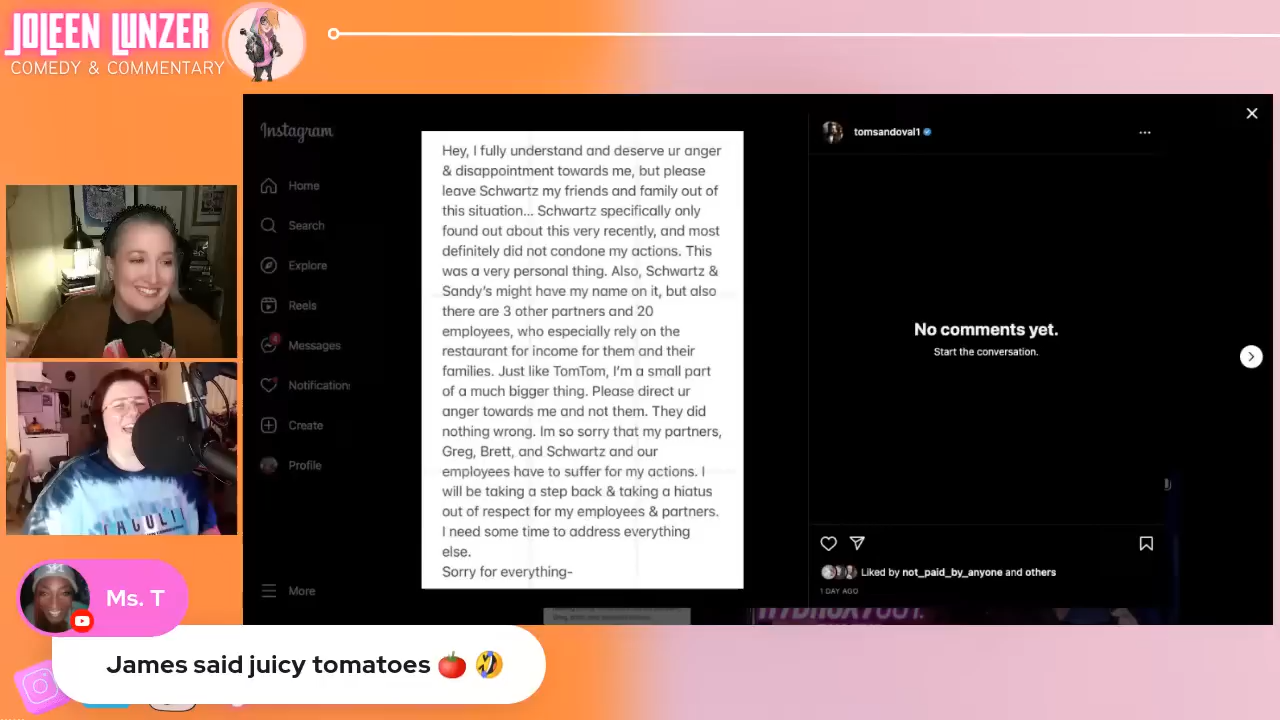 JOLEEN LUNZER
COMEDY & COMMENTARY
Instagram
Home
Search
Explore
Reels
4
Messages
Notifications
Create
Profile
More
Hey, I fully understand and deserve ur anger
& disappointment towards me, but please
leave Schwartz my friends and family out of
this situation... Schwartz specifically only
found out about this very recently, and most
definitely did not condone my actions. This
was a very personal thing. Also, Schwartz &
Sandy's might have my name on it, but also
there are 3 other partners and 20
employees, who especially rely on the
restaurant for income for them and their
families. Just like TomTom, I'm a small part
of a much bigger thing. Please direct ur
anger towards me and not them. They did
nothing wrong. Im so sorry that my partners,
Greg, Brett, and Schwartz and our
employees have to suffer for my actions. I
will be taking a step back & taking a hiatus
out of respect for my employees & partners.
I need some time to address everything
else.
Sorry for everything-
tomsandoval1
No comments yet.
Start the conversation.
Liked by not_paid_by_anyone and others
1 DAY AGO
Ms. T
James said juicy tomatoes 🍅 🤣